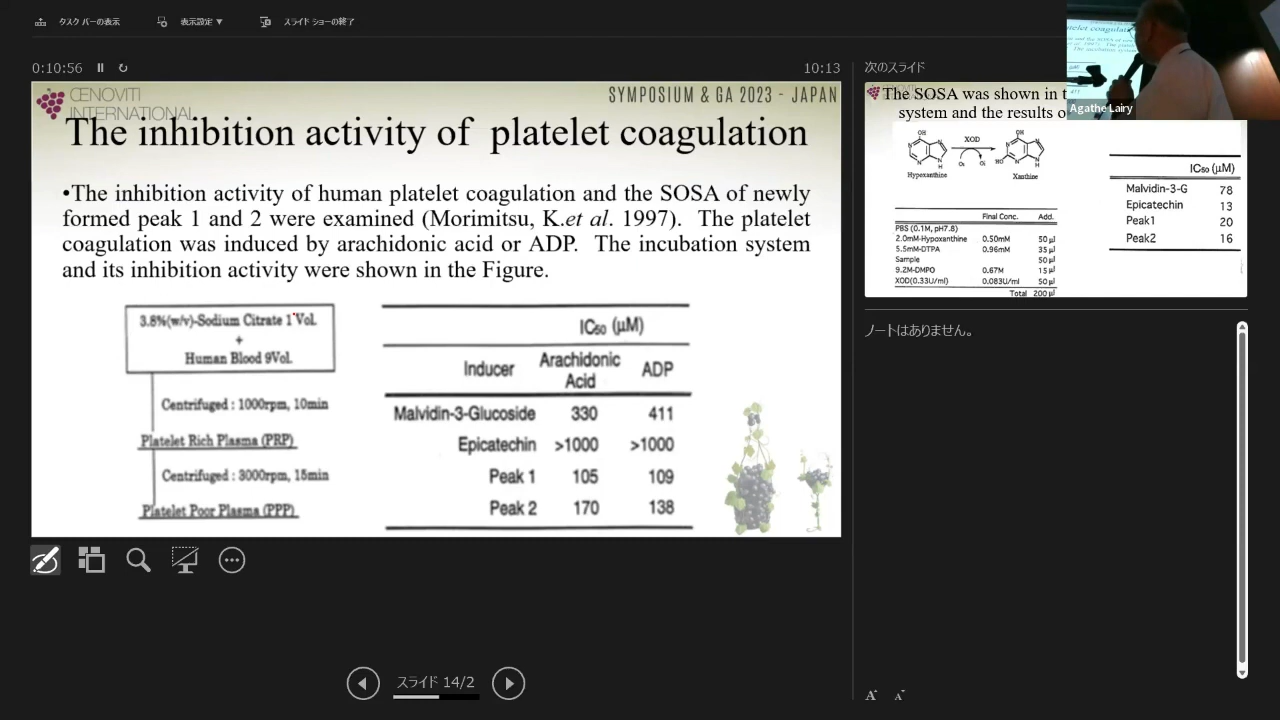 タスク バーの表示
表示設定 ▼
スライド ショーの終了
0:10:56
10:13
CENOVITI
INTERNATIONAL
SYMPOSIUM & GA 2023 - JAPAN
The inhibition activity of platelet coagulation
•The inhibition activity of human platelet coagulation and the SOSA of newly
formed peak 1 and 2 were examined (Morimitsu, K.et al. 1997). The platelet
coagulation was induced by arachidonic acid or ADP. The incubation system
and its inhibition activity were shown in the Figure.
3.8%(w/v)-Sodium Citrate 1 Vol.
+
Human Blood 9Vol.
Centrifuged : 1000rpm, 10min
Platelet Rich Plasma (PRP)
Centrifuged : 3000rpm, 15min
Platelet Poor Plasma (PPP)
IC50 (μM)
Inducer Arachidonic Acid ADP
Malvidin-3-Glucoside 330 411
Epicatechin >1000 >1000
Peak 1 105 109
Peak 2 170 138
スライド 14/2
次のスライド
The SOSA was shown in t
system and the results o
OH
XOD
OH
N
H
HO
N
H
Hypoxanthine
Xanthine
Final Conc. Add.
PBS (0.1M, pH7.8)
2.0mM-Hypoxanthine 0.50mM 50 μl
5.5mM-DTPA 0.96mM 35 μl
Sample 50 μl
9.2M-DMPO 0.67M 15 μl
XOD(0.33U/ml) 0.083U/ml 50 μl
Total 200 μl
IC50 (μM)
Malvidin-3-G 78
Epicatechin 13
Peak1 20
Peak2 16
Agathe Lairy
ノートはありません。
A A